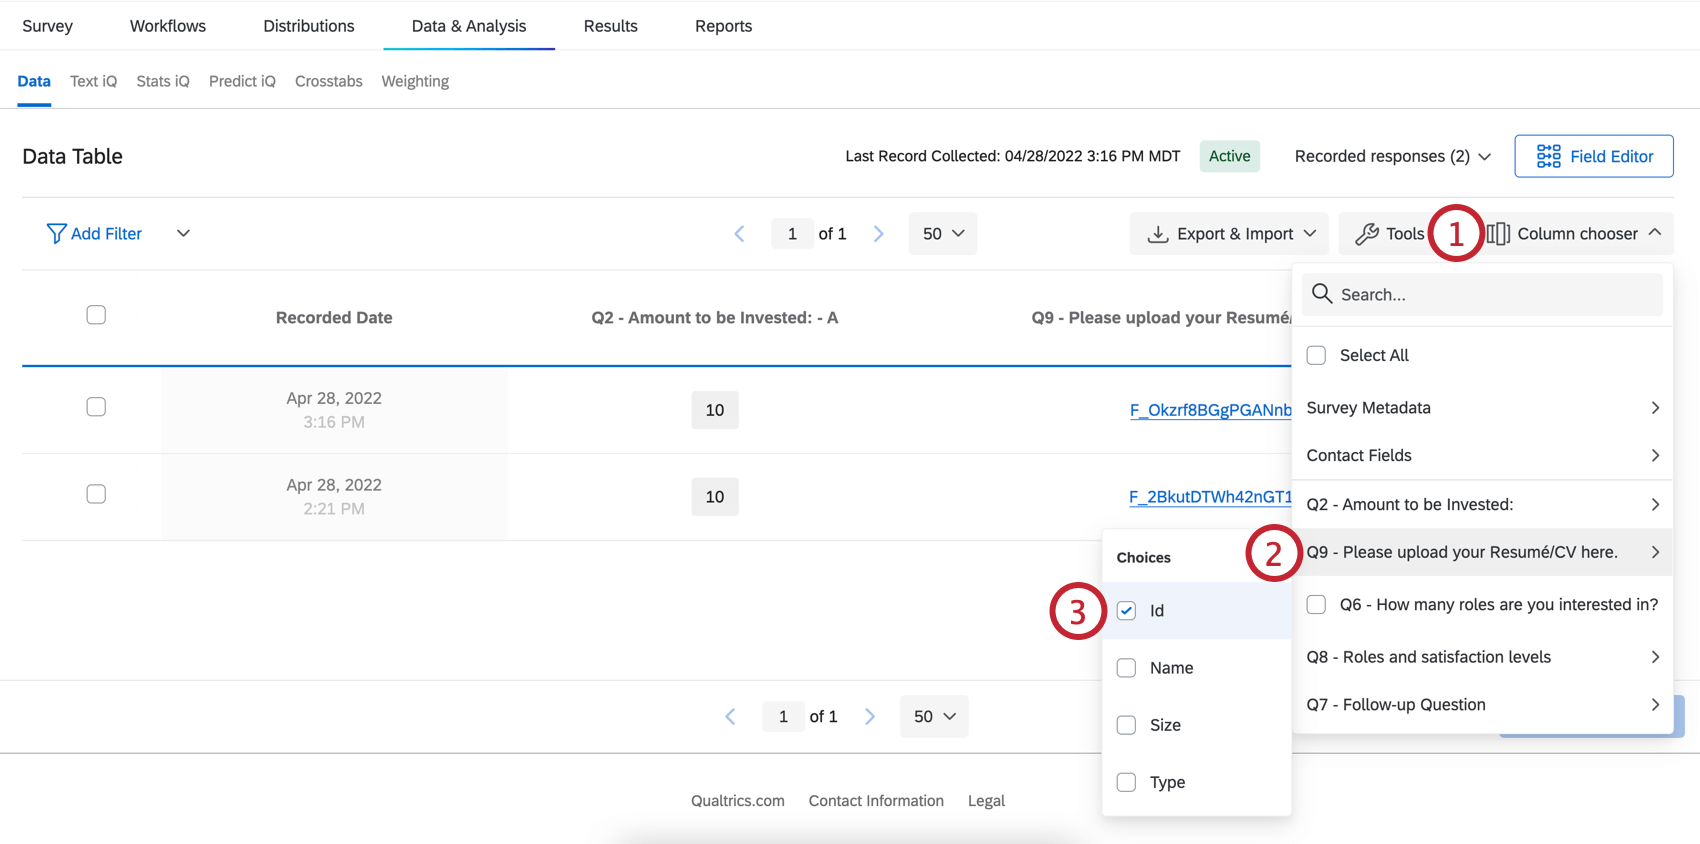 Survey Workflows Distributions Data & Analysis Results Reports
Data Text iQ Stats iQ Predict iQ Crosstabs Weighting
Data Table Last Record Collected: 04/28/2022 3:16 PM MDT Active Recorded responses (2) Field Editor
Add Filter 1 of 1 50 Export & Import Tools 1 Column chooser
Search...
Recorded Date Q2 - Amount to be Invested: - A Q9 - Please upload your Resumé/
Select All
Apr 28, 2022
3:16 PM
10 F_Okzrf8BGgPGANnb
Survey Metadata
Contact Fields
Apr 28, 2022
2:21 PM
10 F_2BkutDTWh42nGT1
Q2 - Amount to be Invested:
2 Q9 - Please upload your Resumé/CV here.
Choices
3 Id
Name
Size
Type
Q6 - How many roles are you interested in?
Q8 - Roles and satisfaction levels
Q7 - Follow-up Question
1 of 1 50
Qualtrics.com Contact Information Legal